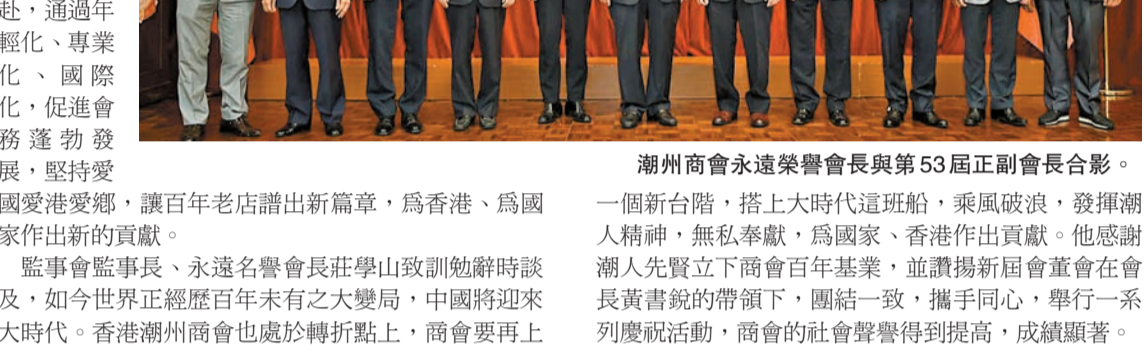 赴，通過年
輕化、專業
化、國際
化，促進會
務蓬勃發
展，堅持愛
國愛港愛鄉，讓百年老店譜出新篇章，爲香港、爲國
家作出新的貢獻。
監事會監事長、永遠名譽會長莊學山致訓勉辭時談
及，如今世界正經歷百年未有之大變局，中國將迎來
大時代。香港潮州商會也處於轉折點上，商會要再上
潮州商會永遠榮譽會長與第53屆正副會長合影。
一個新台階，搭上大時代這班船，乘風破浪，發揮潮
人精神，無私奉獻，爲國家、香港作出貢獻。他感謝
潮人先賢立下商會百年基業，並讚揚新屆會董會在會
長黃書銳的帶領下，團結一致，攜手同心，舉行一系
列慶祝活動，商會的社會聲譽得到提高，成績顯著。